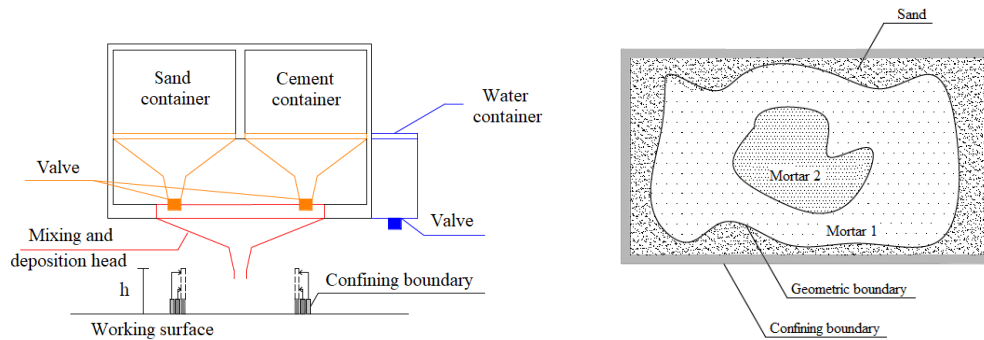 Sand
container
Cement
container
Water
container
Valve
Valve
Mixing and
deposition head
h
Confining boundary
Working surface
Sand
Mortar 2
Mortar 1
Geometric boundary
Confining boundary